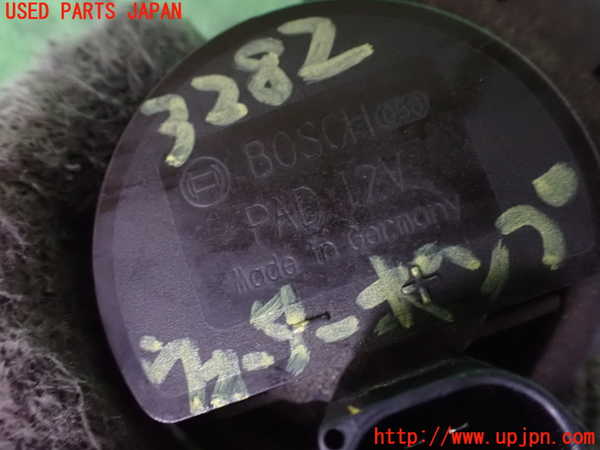 USED PARTS JAPAN
3282
BOSCH
PAD 12V
Made in Germany
ウォーターポンプ
http://www.upjpn.com/